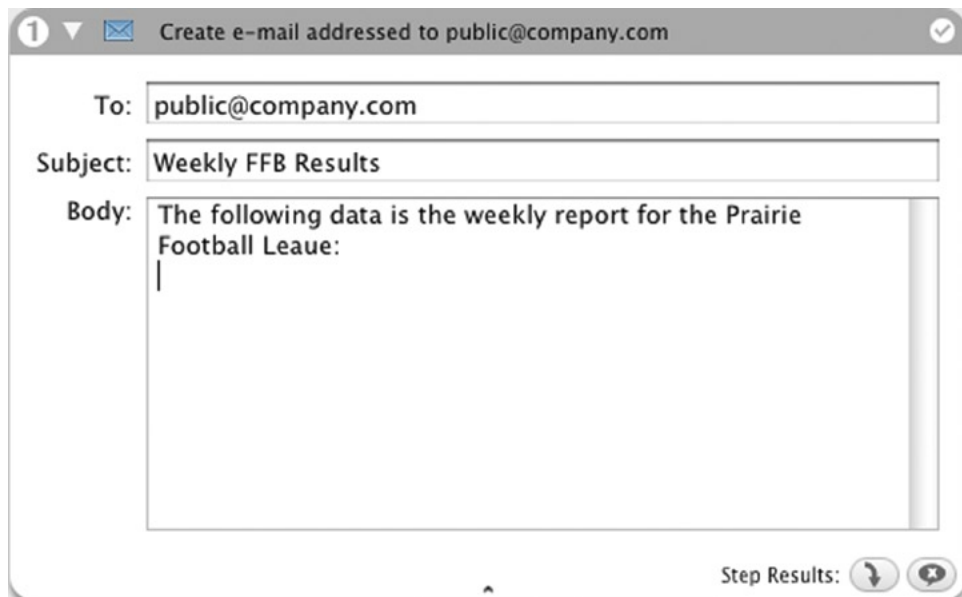 1 Create e-mail addressed to public@company.com
To: public@company.com
Subject: Weekly FFB Results
Body: The following data is the weekly report for the Prairie
Football Leaue:
Step Results: